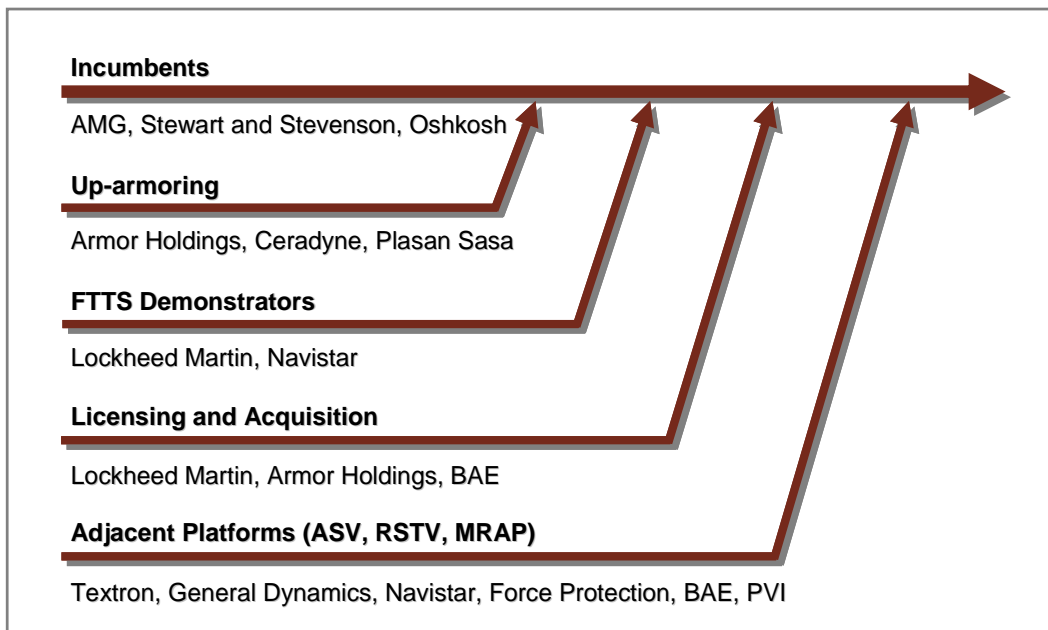 Incumbents
AMG, Stewart and Stevenson, Oshkosh
Up-armoring
Armor Holdings, Ceradyne, Plasan Sasa
FTTS Demonstrators
Lockheed Martin, Navistar
Licensing and Acquisition
Lockheed Martin, Armor Holdings, BAE
Adjacent Platforms (ASV, RSTV, MRAP)
Textron, General Dynamics, Navistar, Force Protection, BAE, PVI